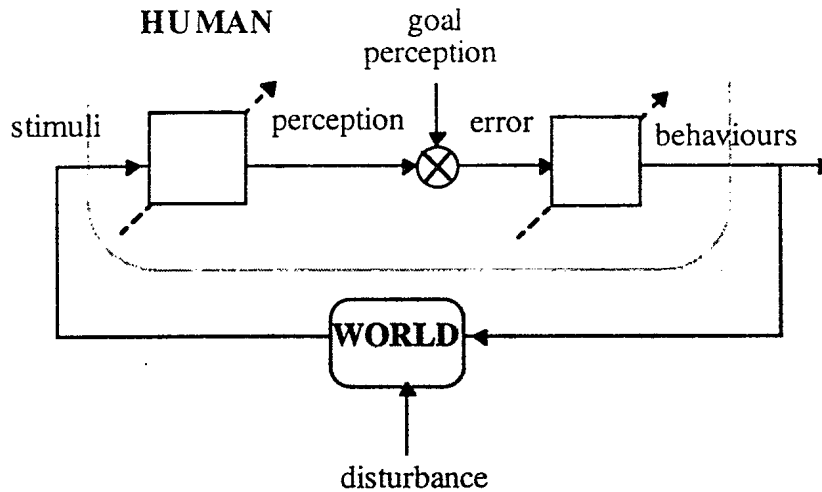 HUMAN
goal
perception
stimuli
perception
error
behaviours
WORLD
disturbance